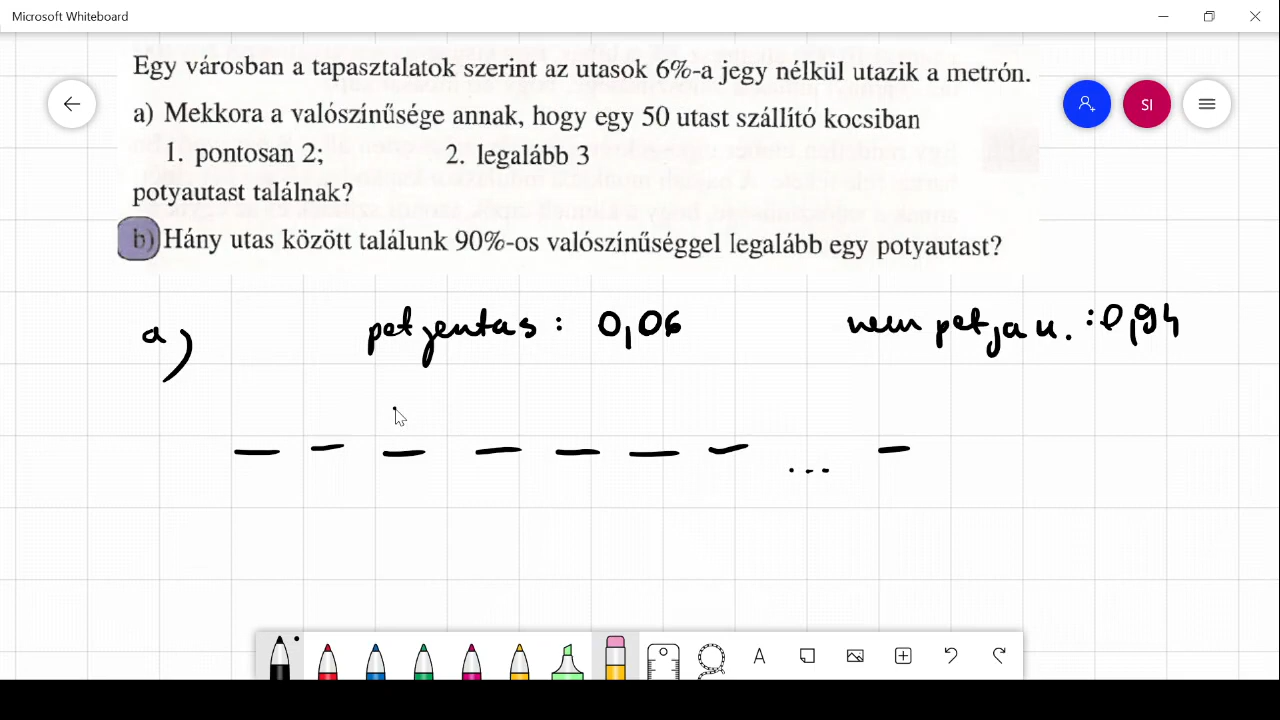 Microsoft Whiteboard
Egy városban a tapasztalatok szerint az utasok 6%-a jegy nélkül utazik a metrón.
a) Mekkora a valószínűsége annak, hogy egy 50 utast szállító kocsiban
1. pontosan 2; 2. legalább 3
potyautast találnak?
b) Hány utas között találunk 90%-os valószínűséggel legalább egy potyautast?
SI
a) potyautas : 0,06 nem potyau. : 0,94
...
A